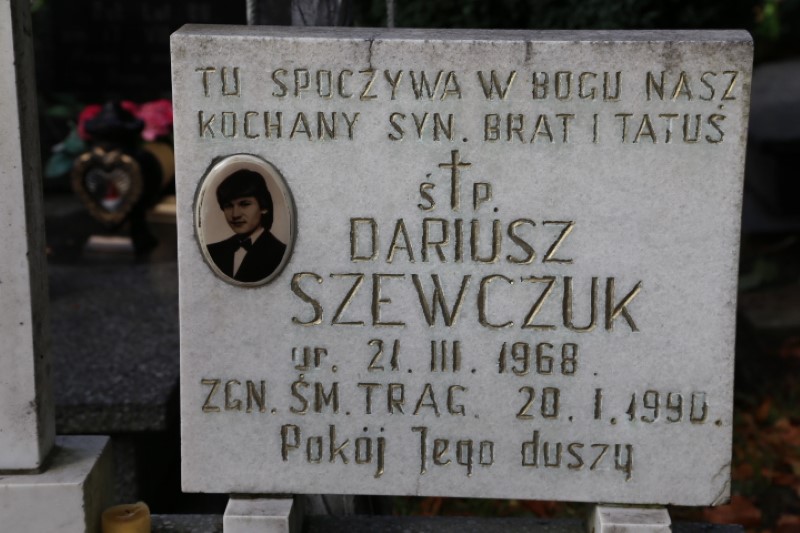 TU SPOCZYWA W BOGU NASZ
KOCHANY SYN. BRAT I TATUŚ
Ś P.
DARIUSZ
SZEWCZUK
ur. 21. III. 1968.
ZGN. ŚM. TRAG. 20. I. 1990.
Pokój Jego duszy